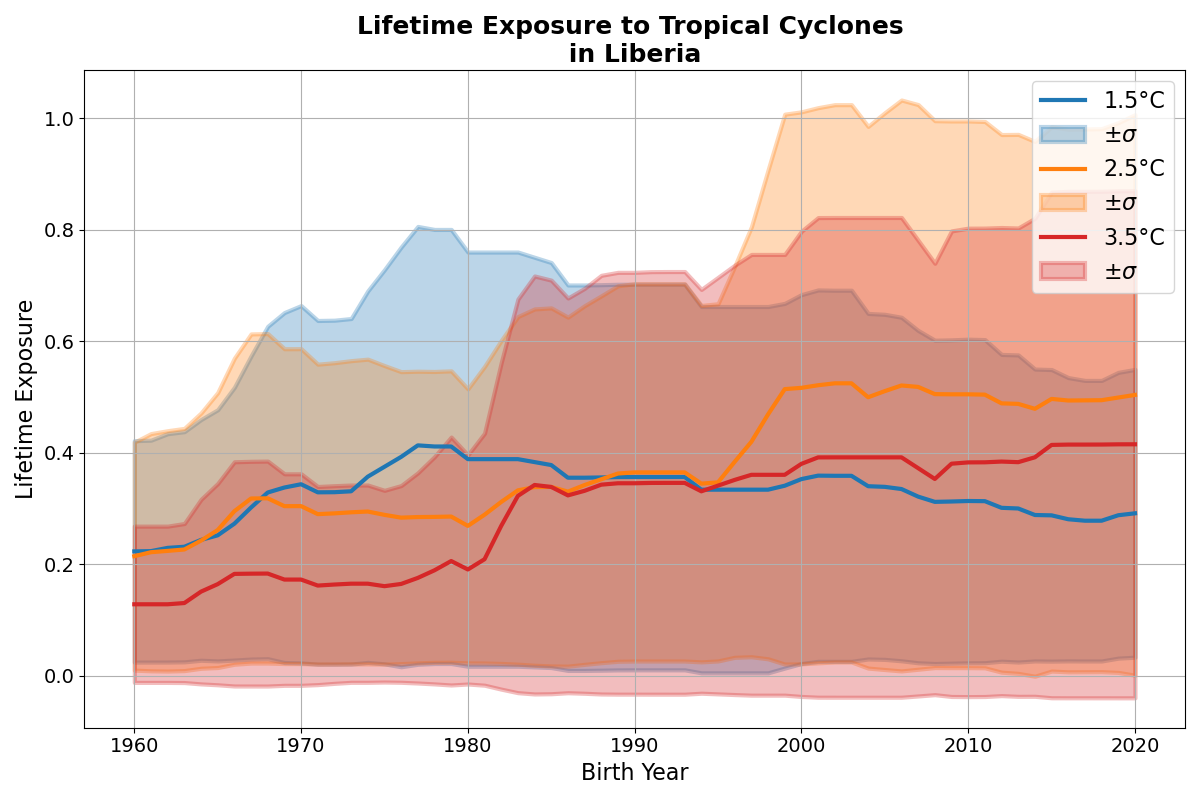 Lifetime Exposure to Tropical Cyclones
in Liberia
Lifetime Exposure
1.0
0.8
0.6
0.4
0.2
0.0
1.5°C
±σ
2.5°C
±σ
3.5°C
±σ
1960 1970 1980 1990 2000 2010 2020
Birth Year